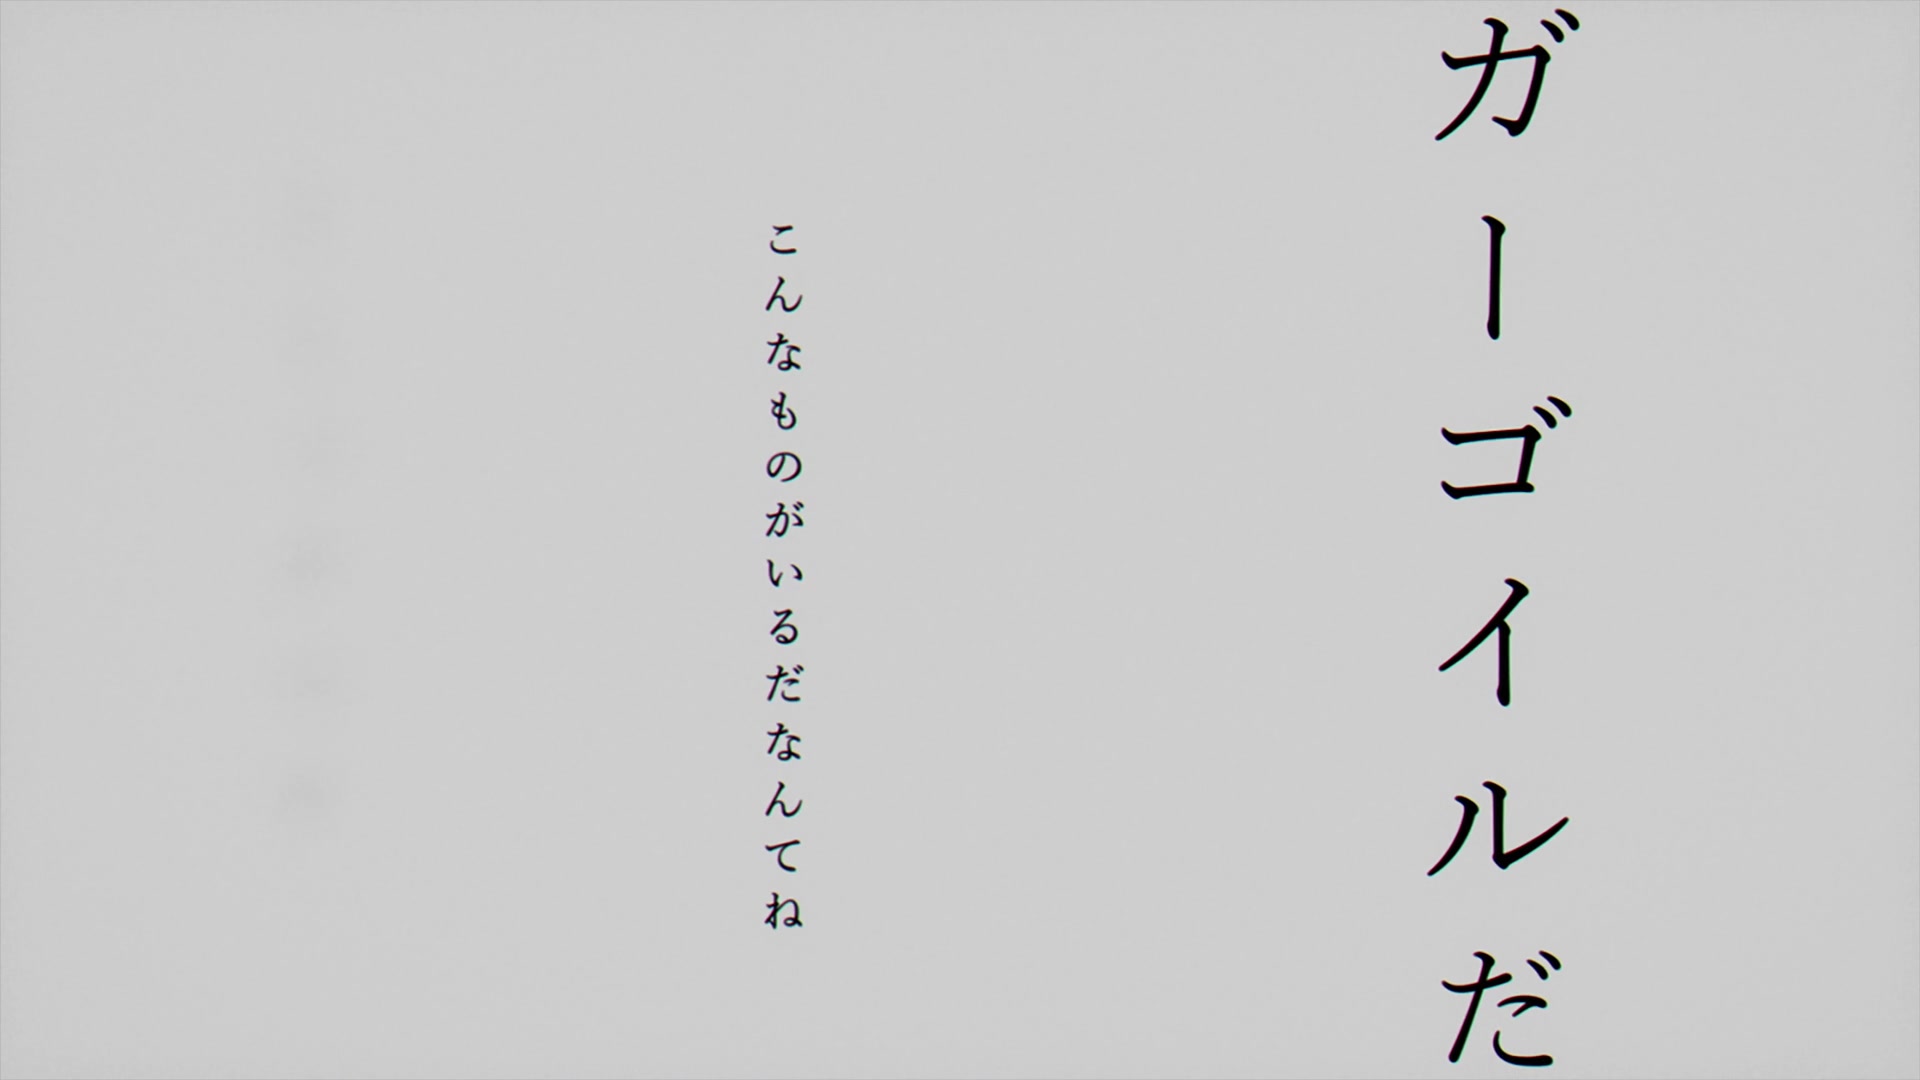 ガーゴイルだ
こんなものがいるだなんてね